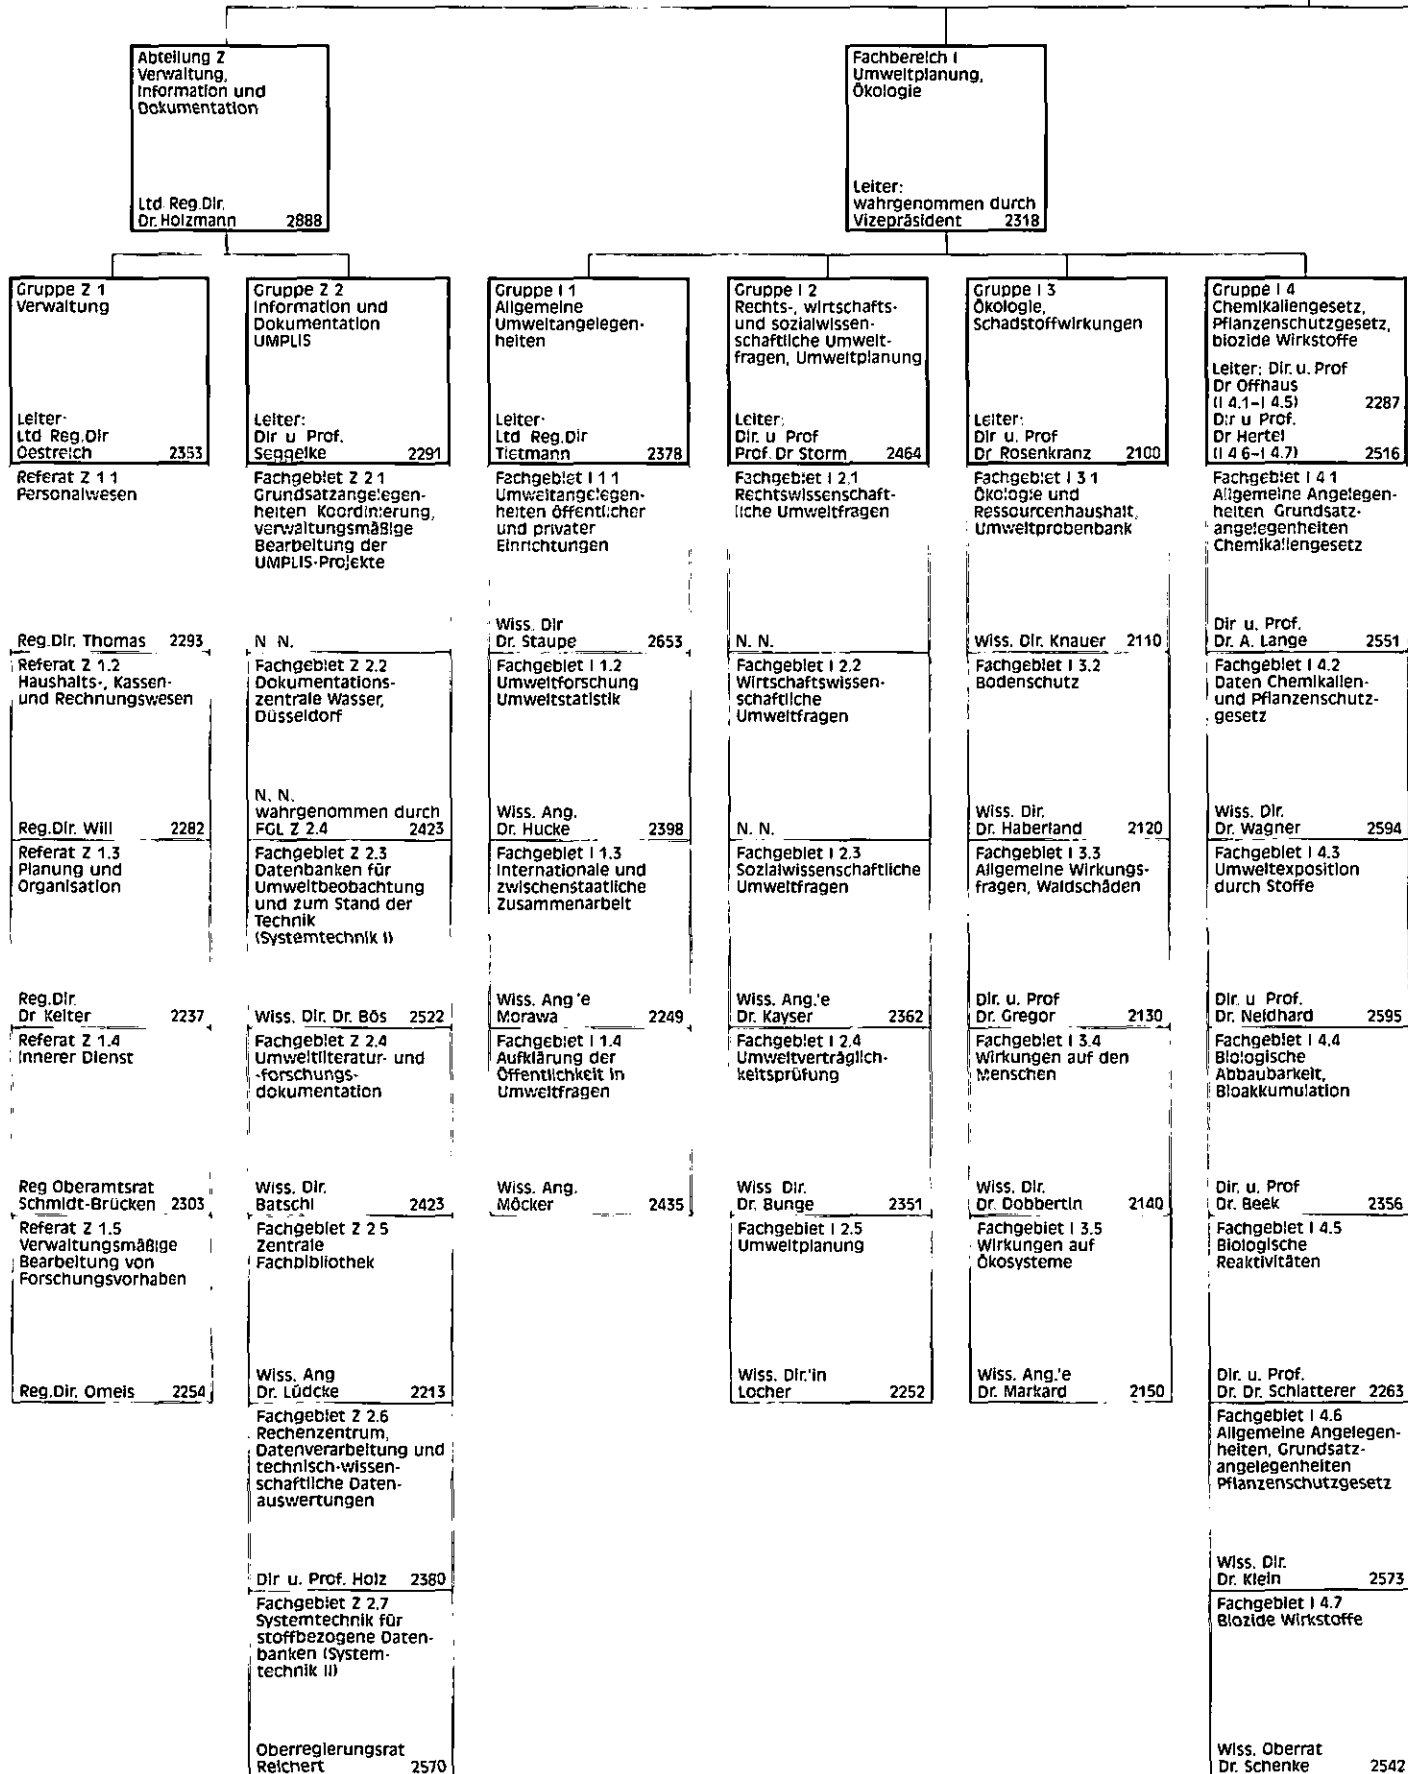 Abteilung Z
Verwaltung,
Information und
Dokumentation
Ltd Reg.Dir.
Dr. Holzmann 2888
Fachbereich I
Umweltplanung,
Ökologie
Leiter:
wahrgenommen durch
Vizepräsident 2318
Gruppe Z 1
Verwaltung
Leiter·
Ltd Reg.Dir
Oestreich 2353
Referat Z 1 1
Personalwesen
Reg.Dir. Thomas 2293
Referat Z 1.2
Haushalts-, Kassen-
und Rechnungswesen
Reg.Dir. Will 2282
Referat Z 1.3
Planung und
Organisation
Reg.Dir.
Dr Kelter 2237
Referat Z 1.4
Innerer Dienst
Reg Oberamtsrat
Schmidt-Brücken 2303
Referat Z 1.5
Verwaltungsmäßige
Bearbeitung von
Forschungsvorhaben
Reg.Dir. Omeis 2254
Gruppe Z 2
Information und
Dokumentation
UMPLIS
Leiter:
Dir u Prof.
Seggelke 2291
Fachgebiet Z 2 1
Grundsatzangelegen-
heiten Koordinierung,
verwaltungsmäßige
Bearbeitung der
UMPLIS-Projekte
N N.
Fachgebiet Z 2.2
Dokumentations-
zentrale Wasser,
Düsseldorf
N. N.
wahrgenommen durch
FGL Z 2.4 2423
Fachgebiet Z 2.3
Datenbanken für
Umweltbeobachtung
und zum Stand der
Technik
(Systemtechnik I)
Wiss. Dir. Dr. Bös 2522
Fachgebiet Z 2.4
Umweltliteratur- und
-forschungs-
dokumentation
Wiss. Dir.
Batschi 2423
Fachgebiet Z 2 5
Zentrale
Fachbibliothek
Wiss. Ang
Dr. Lüdcke 2213
Fachgebiet Z 2.6
Rechenzentrum,
Datenverarbeitung und
technisch-wissen-
schaftliche Daten-
auswertungen
Dir u. Prof. Holz 2380
Fachgebiet Z 2.7
Systemtechnik für
stoffbezogene Daten-
banken (System-
technik II)
Oberregierungsrat
Reichert 2570
Gruppe I 1
Allgemeine
Umweltangelegen-
heiten
Leiter·
Ltd Reg.Dir
Tietmann 2378
Fachgebiet I 1 1
Umweltangelegen-
heiten öffentlicher
und privater
Einrichtungen
Wiss. Dir
Dr. Staupe 2653
Fachgebiet I 1.2
Umweltforschung
Umweltstatistik
Wiss. Ang.
Dr. Hucke 2398
Fachgebiet I 1.3
Internationale und
zwischenstaatliche
Zusammenarbeit
Wiss. Ang 'e
Morawa 2249
Fachgebiet I 1.4
Aufklärung der
Öffentlichkeit in
Umweltfragen
Wiss. Ang.
Möcker 2435
Gruppe I 2
Rechts-, wirtschafts-
und sozialwissen-
schaftliche Umwelt-
fragen, Umweltplanung
Leiter:
Dir. u Prof
Prof. Dr Storm 2464
Fachgebiet I 2.1
Rechtswissenschaft-
liche Umweltfragen
N. N.
Fachgebiet I 2.2
Wirtschaftswissen-
schaftliche
Umweltfragen
N. N.
Fachgebiet I 2.3
Sozialwissenschaftliche
Umweltfragen
Wiss. Ang.'e
Dr. Kayser 2362
Fachgebiet I 2.4
Umweltverträglich-
keitsprüfung
Wiss Dir.
Dr. Bunge 2351
Fachgebiet I 2.5
Umweltplanung
Wiss. Dir.'in
Locher 2252
Gruppe I 3
Ökologie,
Schadstoffwirkungen
Leiter:
Dir u. Prof
Dr Rosenkranz 2100
Fachgebiet I 3 1
Ökologie und
Ressourcenhaushalt,
Umweltprobenbank
Wiss. Dir. Knauer 2110
Fachgebiet I 3.2
Bodenschutz
Wiss. Dir.
Dr. Haberland 2120
Fachgebiet I 3.3
Allgemeine Wirkungs-
fragen, Waldschäden
Dir. u. Prof
Dr. Gregor 2130
Fachgebiet I 3.4
Wirkungen auf den
Menschen
Wiss. Dir.
Dr. Dobbertin 2140
Fachgebiet I 3.5
Wirkungen auf
Ökosysteme
Wiss. Ang.'e
Dr. Markard 2150
Gruppe I 4
Chemikaliengesetz,
Pflanzenschutzgesetz,
biozide Wirkstoffe
Leiter: Dir. u. Prof
Dr Offhaus
(I 4.1–I 4.5) 2287
Dir u Prof.
Dr Hertel
(I 4 6–I 4.7) 2516
Fachgebiet I 4 1
Allgemeine Angelegen-
heiten Grundsatz-
angelegenheiten
Chemikaliengesetz
Dir u. Prof.
Dr. A. Lange 2551
Fachgebiet I 4.2
Daten Chemikalien-
und Pflanzenschutz-
gesetz
Wiss. Dir.
Dr. Wagner 2594
Fachgebiet I 4.3
Umweltexposition
durch Stoffe
Dir. u Prof.
Dr. Neidhard 2595
Fachgebiet I 4.4
Biologische
Abbaubarkeit,
Bioakkumulation
Dir. u. Prof
Dr. Beek 2356
Fachgebiet I 4.5
Biologische
Reaktivitäten
Dir. u. Prof.
Dr. Dr. Schlatterer 2263
Fachgebiet I 4.6
Allgemeine Angelegen-
heiten, Grundsatz-
angelegenheiten
Pflanzenschutzgesetz
Wiss. Dir.
Dr. Klein 2573
Fachgebiet I 4.7
Biozide Wirkstoffe
Wiss. Oberrat
Dr. Schenke 2542